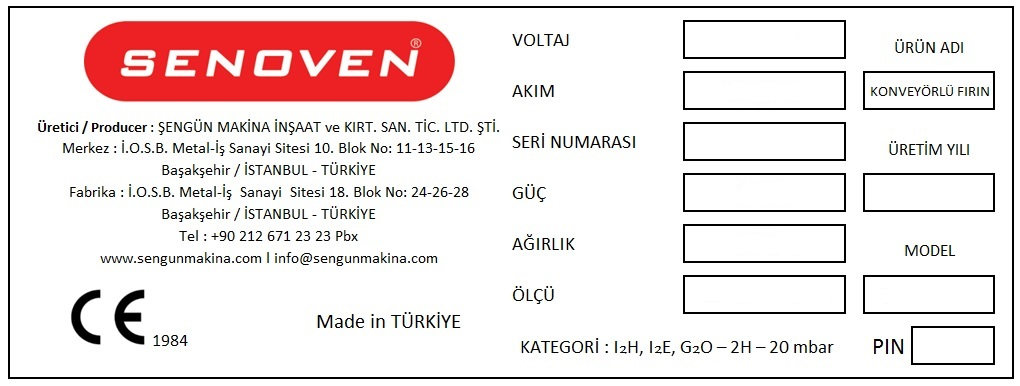 SENOVEN®
Üretici / Producer : ŞENGÜN MAKİNA İNŞAAT ve KIRT. SAN. TİC. LTD. ŞTİ.
Merkez : İ.O.S.B. Metal-İş Sanayi Sitesi 10. Blok No: 11-13-15-16
Başakşehir / İSTANBUL - TÜRKİYE
Fabrika : İ.O.S.B. Metal-İş Sanayi Sitesi 18. Blok No: 24-26-28
Başakşehir / İSTANBUL - TÜRKİYE
Tel : +90 212 671 23 23 Pbx
www.sengunmakina.com l info@sengunmakina.com
CE 1984
Made in TÜRKİYE
VOLTAJ
AKIM
SERİ NUMARASI
GÜÇ
AĞIRLIK
ÖLÇÜ
ÜRÜN ADI
KONVEYÖRLÜ FIRIN
ÜRETİM YILI
MODEL
KATEGORİ : I₂H, I₂E, G₂O – 2H – 20 mbar
PIN